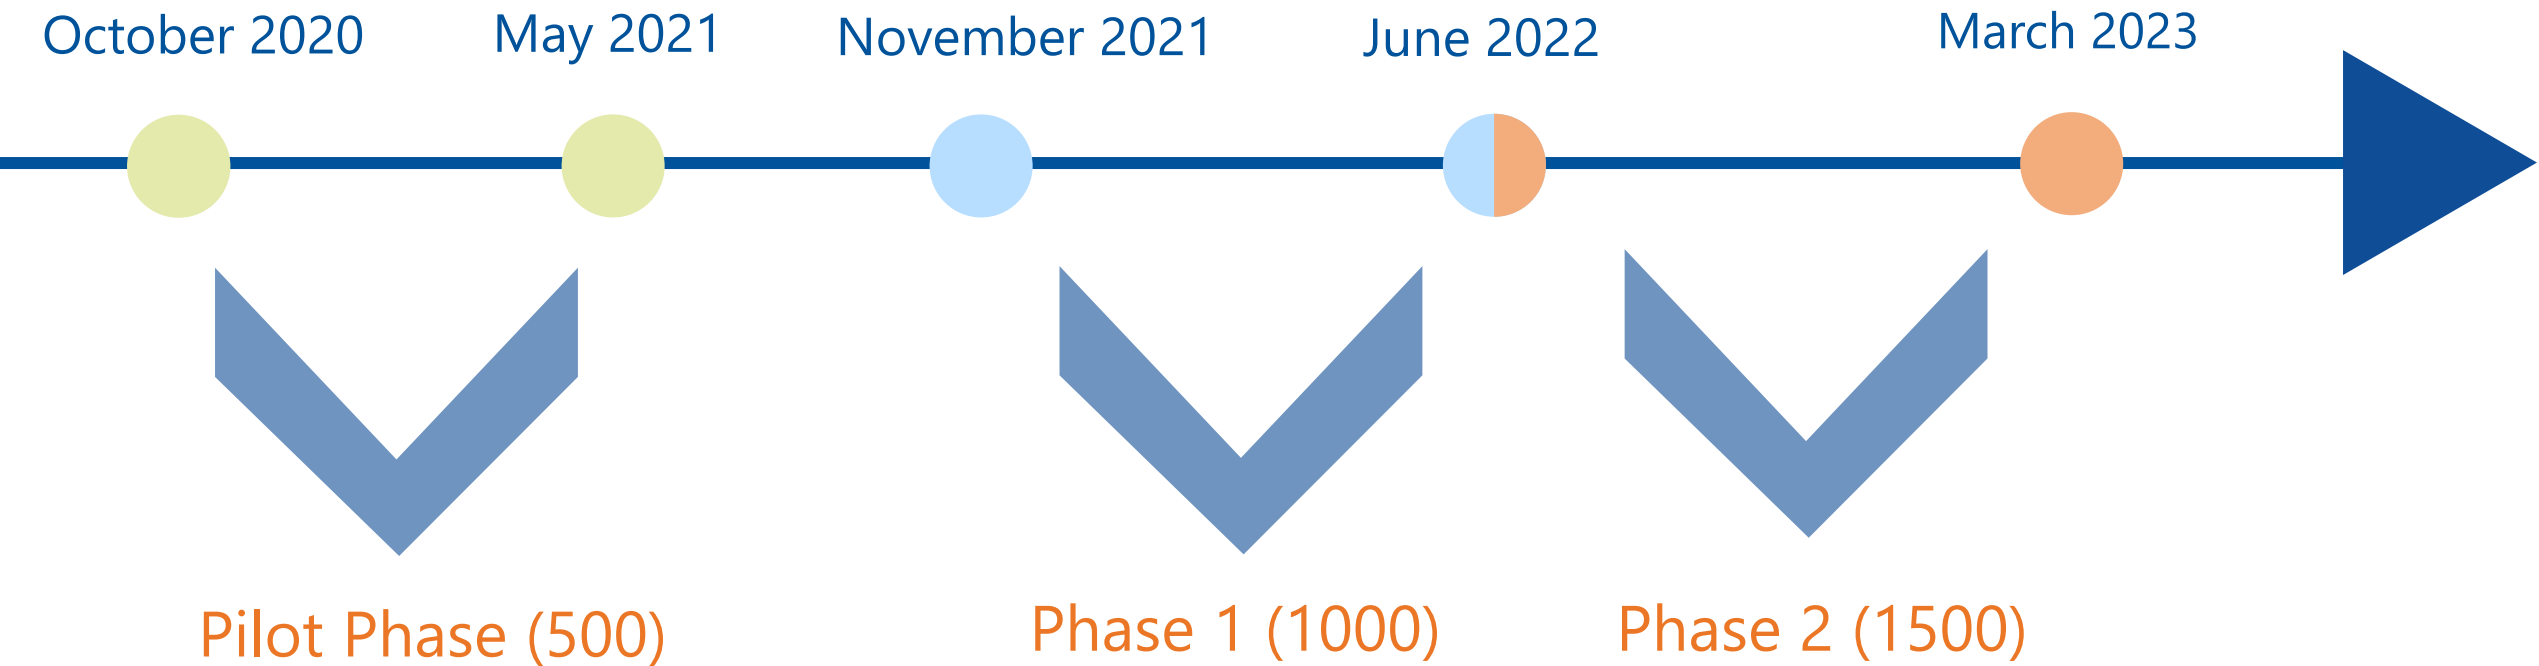 October 2020
May 2021
November 2021
June 2022
March 2023
Pilot Phase (500)
Phase 1 (1000)
Phase 2 (1500)